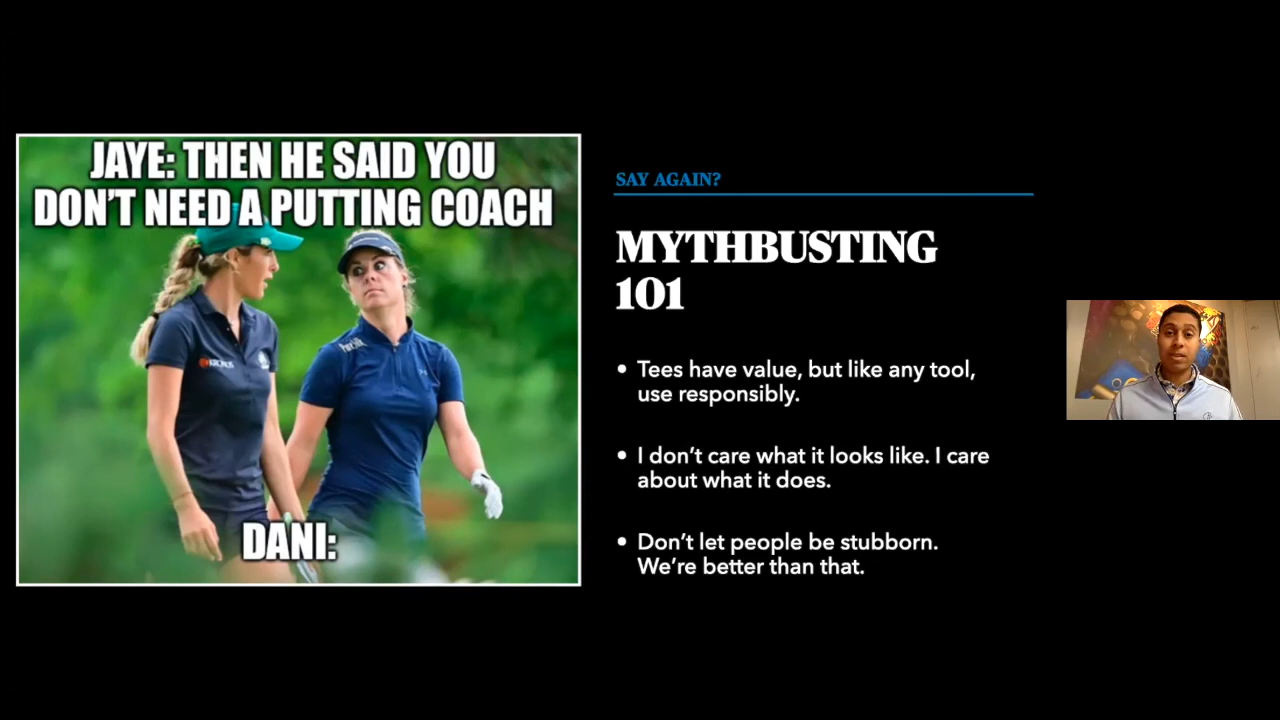 JAYE: THEN HE SAID YOU
DON'T NEED A PUTTING COACH
DANI:
SAY AGAIN?
MYTHBUSTING
101
• Tees have value, but like any tool,
use responsibly.
• I don't care what it looks like. I care
about what it does.
• Don't let people be stubborn.
We're better than that.